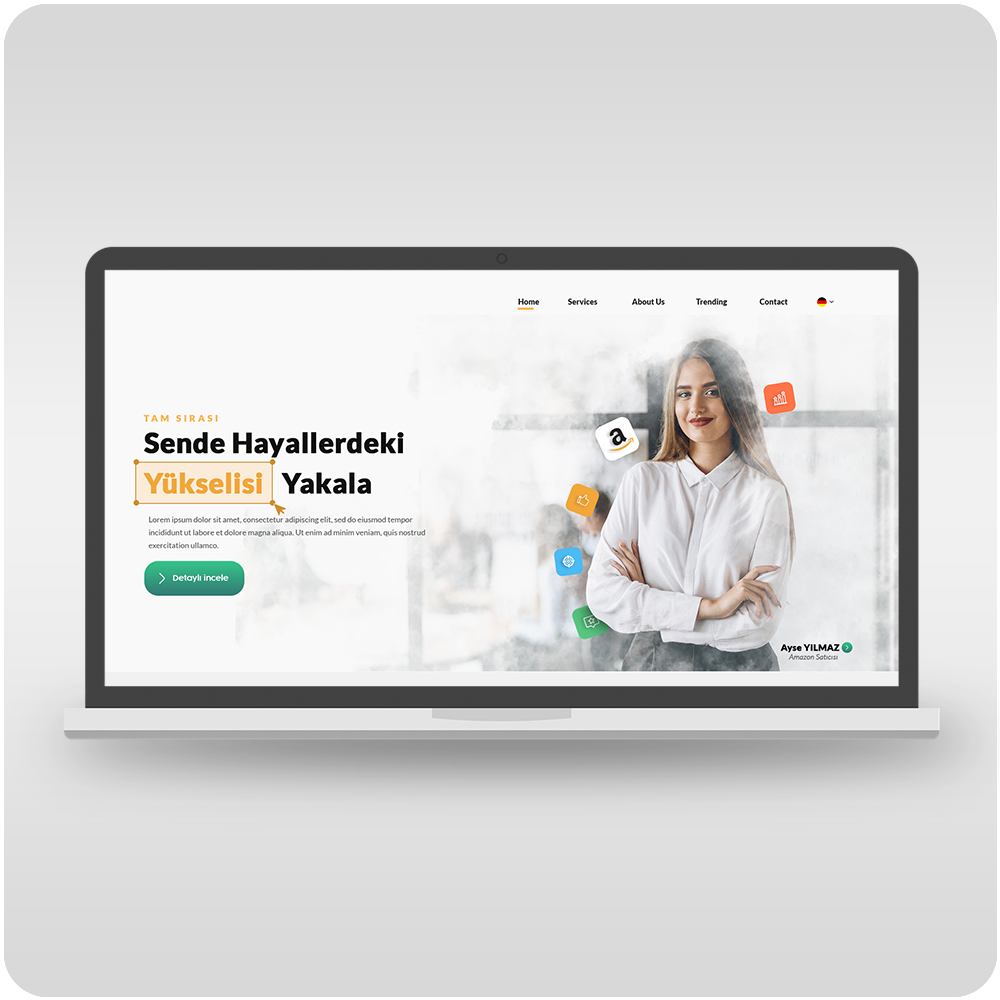 Home Services About Us Trending Contact
TAM SIRASI
Sende Hayallerdeki
Yükselisi Yakala
Lorem ipsum dolor sit amet, consectetur adipiscing elit, sed do eiusmod tempor
incididunt ut labore et dolore magna aliqua. Ut enim ad minim veniam, quis nostrud
exercitation ullamco.
Detaylı incele
a
Ayse YILMAZ
Amazon Satıcısı